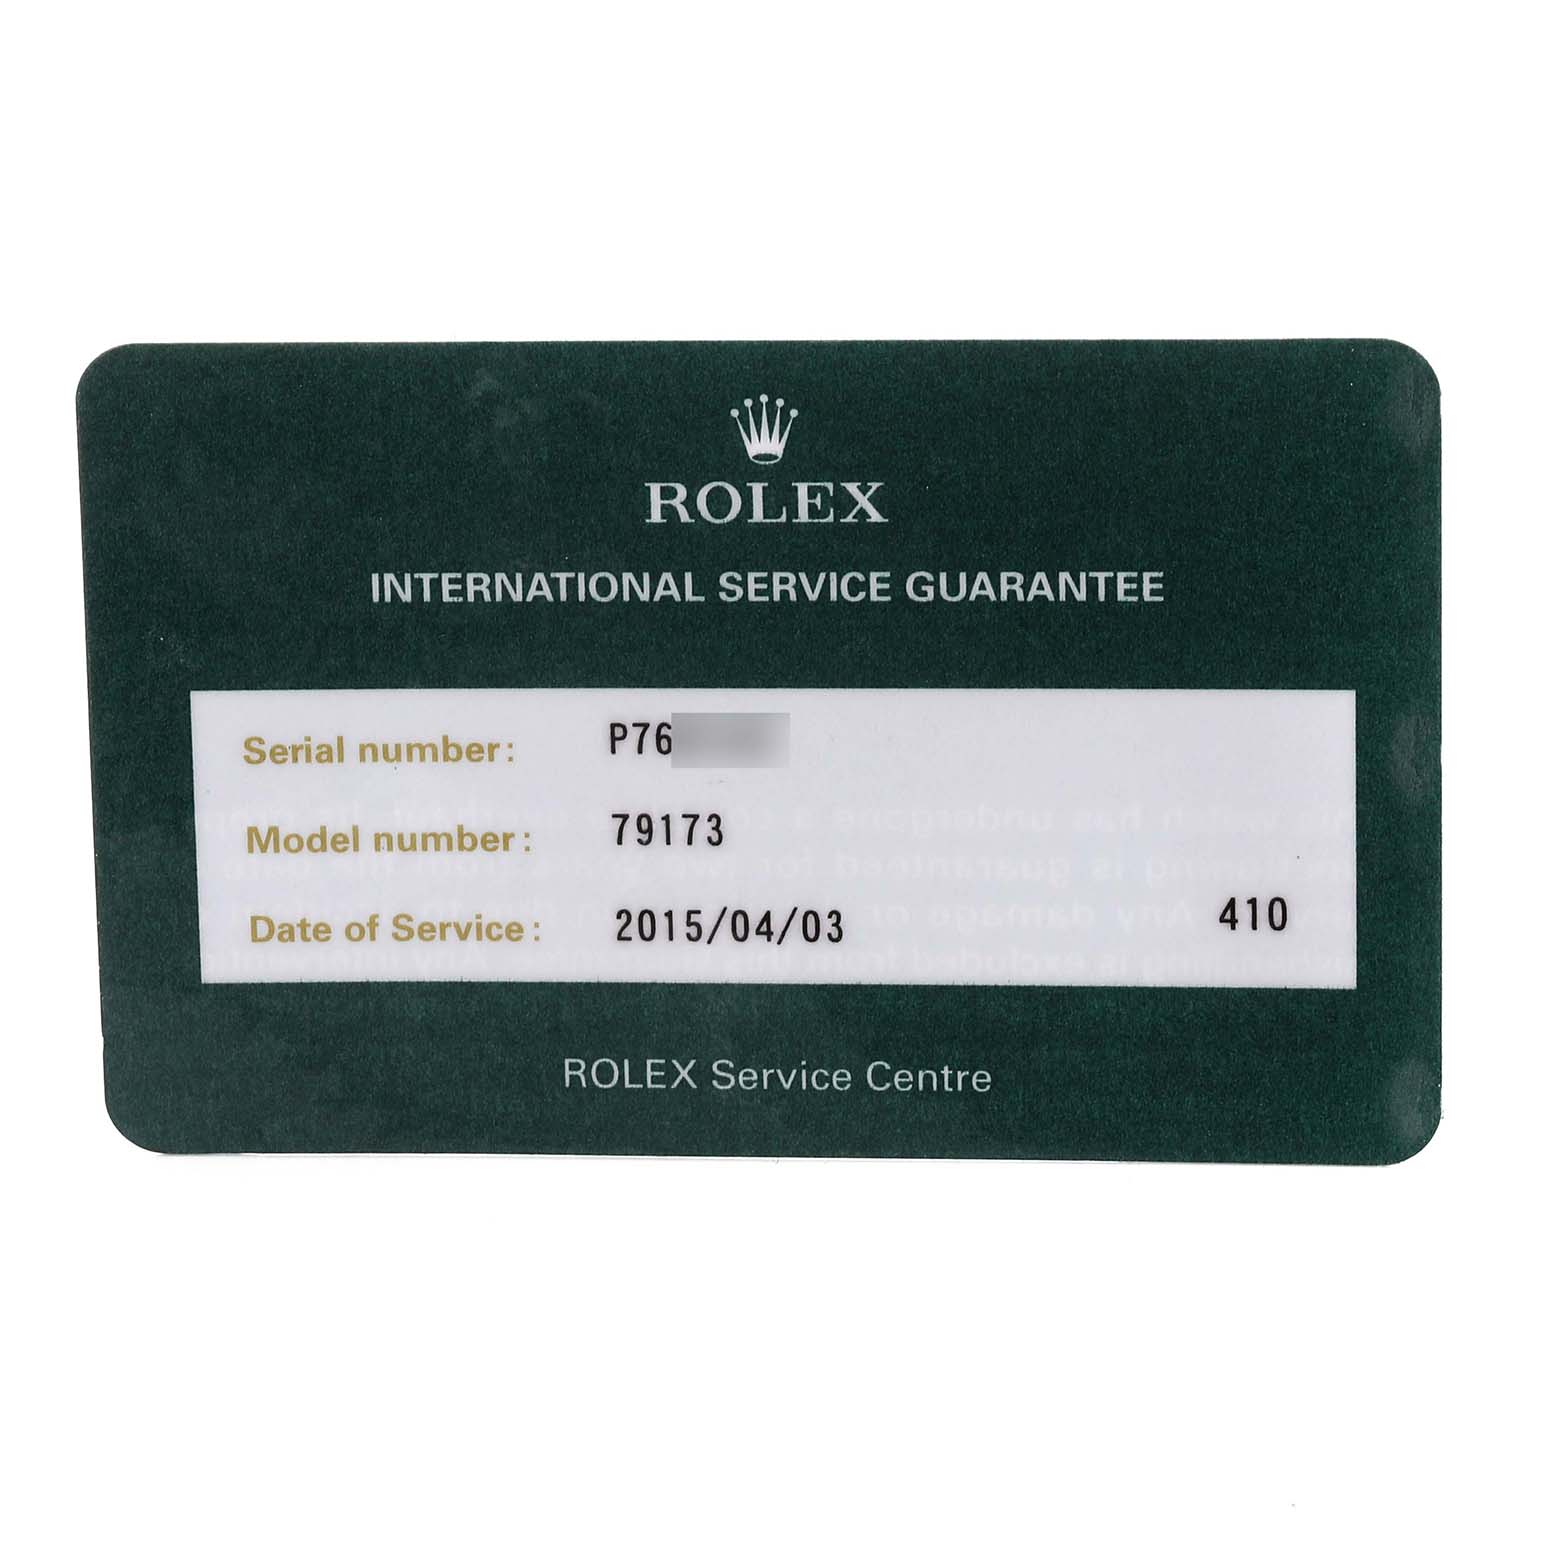 ROLEX
INTERNATIONAL SERVICE GUARANTEE
Serial number: P76
Model number: 79173
Date of Service: 2015/04/03 410
ROLEX Service Centre